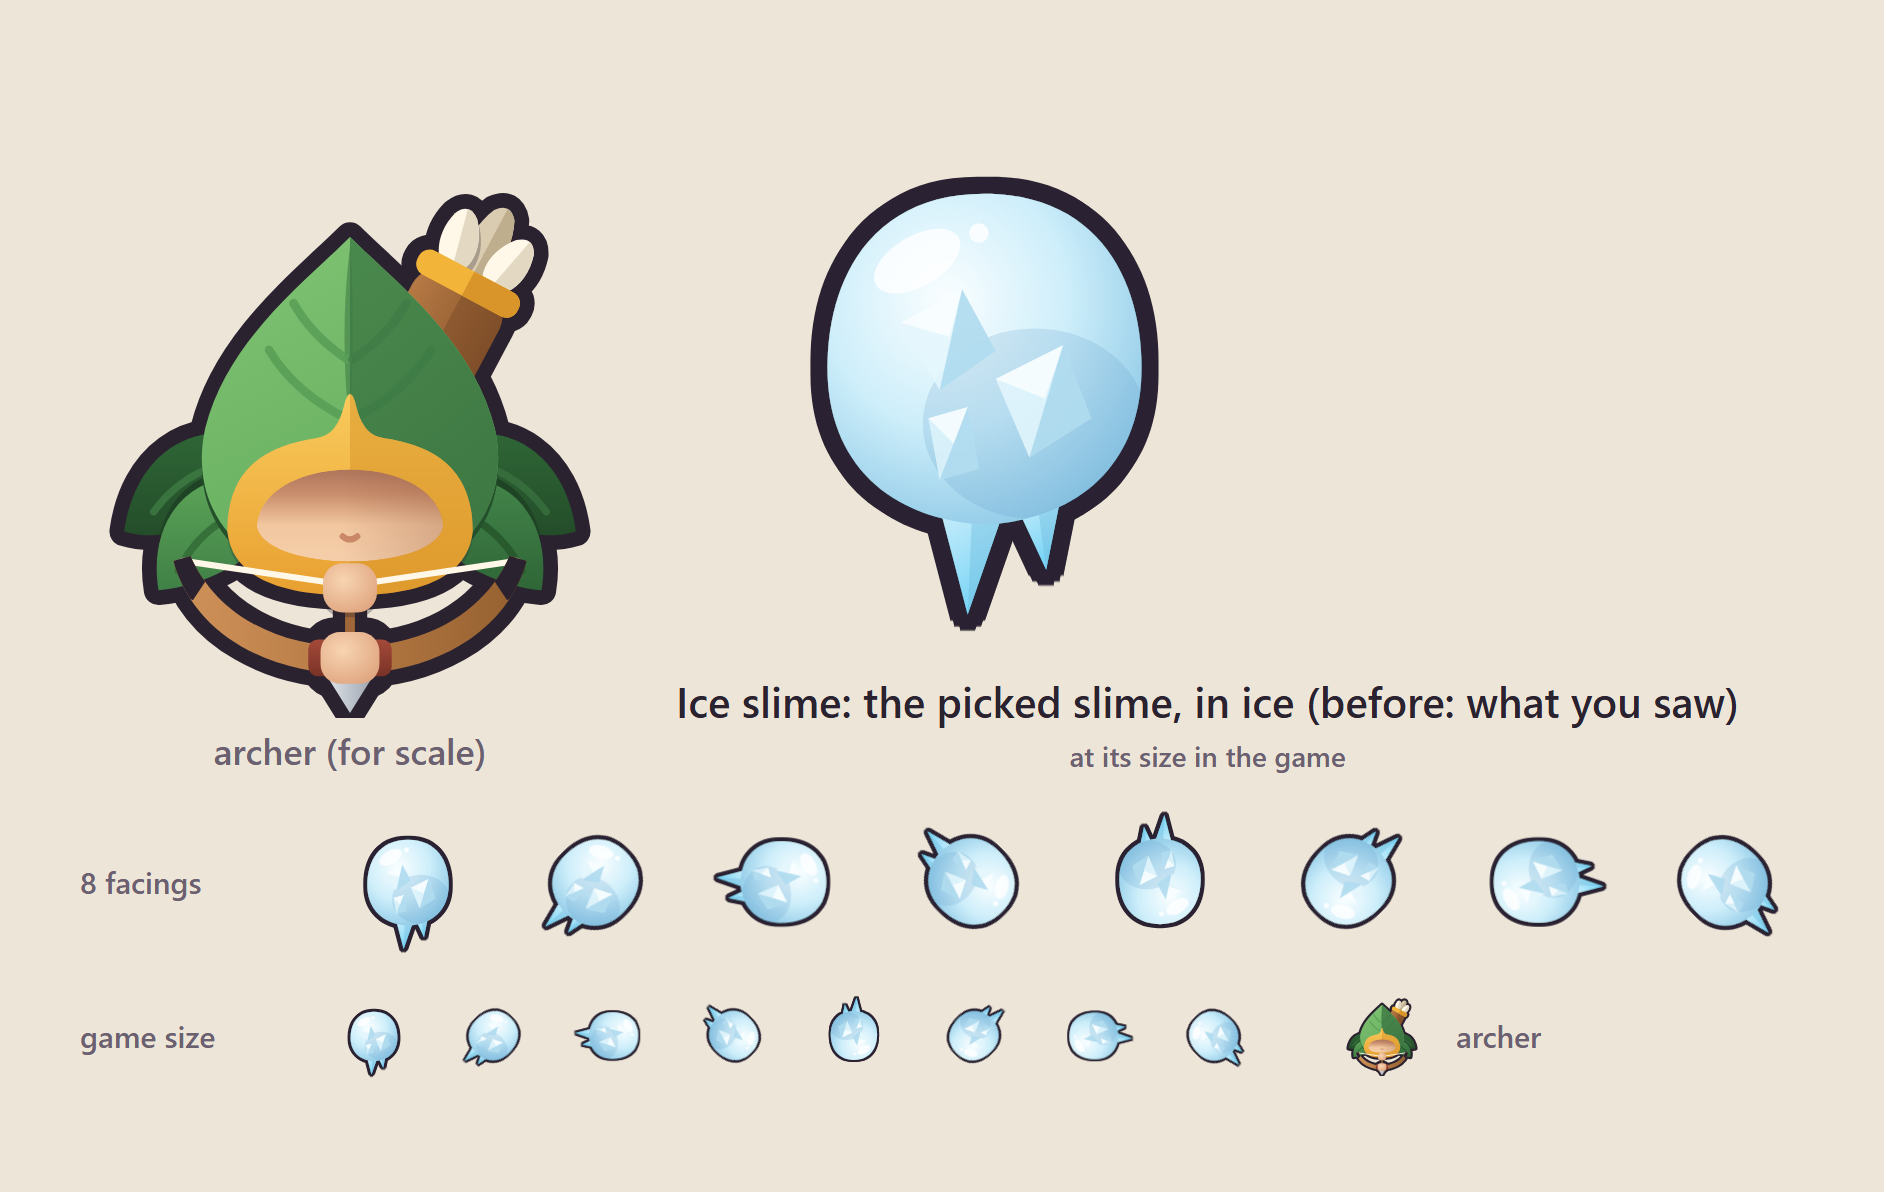 Ice slime: the picked slime, in ice (before: what you saw)
archer (for scale)
at its size in the game
8 facings
game size
archer